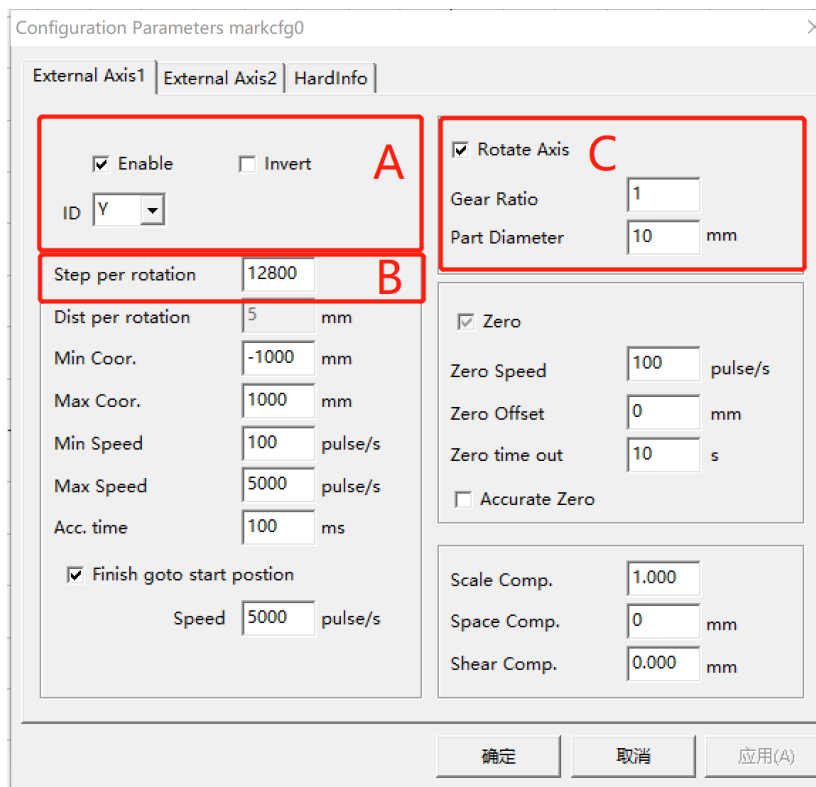 Configuration Parameters markcfg0
External Axis1 External Axis2 HardInfo
Enable Invert A
ID Y
Step per rotation 12800 B
Dist per rotation 5 mm
Min Coor. -1000 mm
Max Coor. 1000 mm
Min Speed 100 pulse/s
Max Speed 5000 pulse/s
Acc. time 100 ms
Finish goto start postion
Speed 5000 pulse/s
Rotate Axis C
Gear Ratio 1
Part Diameter 10 mm
Zero
Zero Speed 100 pulse/s
Zero Offset 0 mm
Zero time out 10 s
Accurate Zero
Scale Comp. 1.000
Space Comp. 0 mm
Shear Comp. 0.000 mm
确定 取消 应用(A)